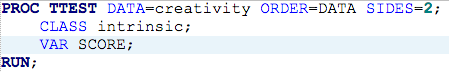 PROC TTEST DATA=creativity ORDER=DATA SIDES=2;
CLASS intrinsic;
VAR SCORE;
RUN;